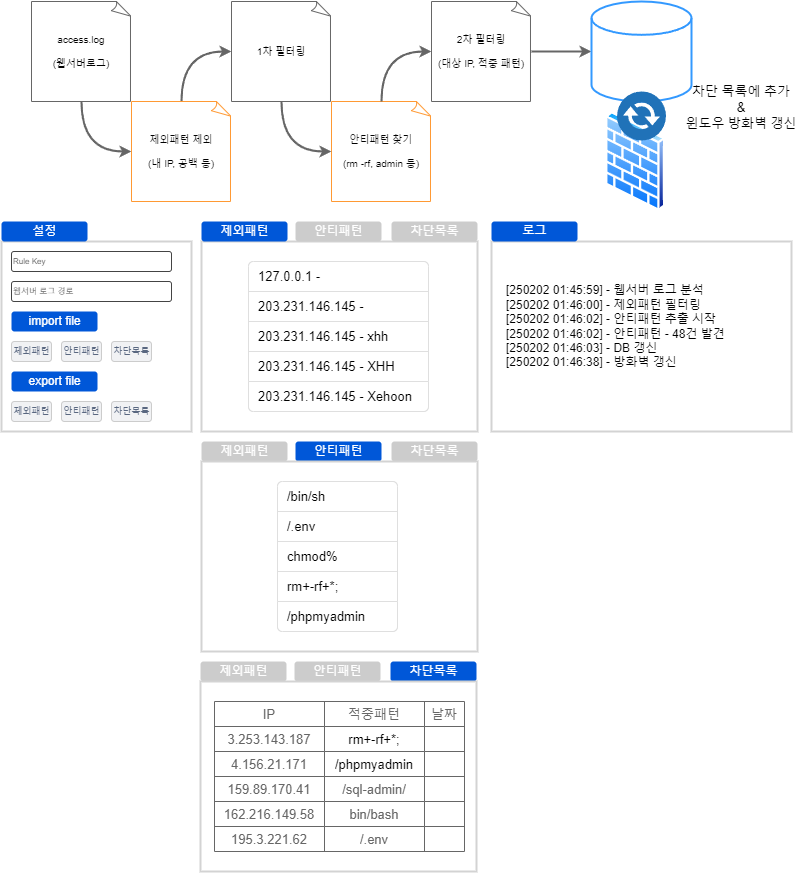 access.log
(웹서버로그)
1차 필터링
2차 필터링
(대상 IP, 적중 패턴)
제외패턴 제외
(내 IP, 공백 등)
안티패턴 찾기
(rm -rf, admin 등)
차단 목록에 추가
&
윈도우 방화벽 갱신
설정
Rule Key
웹서버 로그 경로
import file
제외패턴 안티패턴 차단목록
export file
제외패턴 안티패턴 차단목록
제외패턴 안티패턴 차단목록
127.0.0.1 -
203.231.146.145 -
203.231.146.145 - xhh
203.231.146.145 - XHH
203.231.146.145 - Xehoon
로그
[250202 01:45:59] - 웹서버 로그 분석
[250202 01:46:00] - 제외패턴 필터링
[250202 01:46:02] - 안티패턴 추출 시작
[250202 01:46:02] - 안티패턴 - 48건 발견
[250202 01:46:03] - DB 갱신
[250202 01:46:38] - 방화벽 갱신
제외패턴 안티패턴 차단목록
/bin/sh
/.env
chmod%
rm+-rf+*;
/phpmyadmin
제외패턴 안티패턴 차단목록
IP 적중패턴 날짜
3.253.143.187 rm+-rf+*;
4.156.21.171 /phpmyadmin
159.89.170.41 /sql-admin/
162.216.149.58 bin/bash
195.3.221.62 /.env